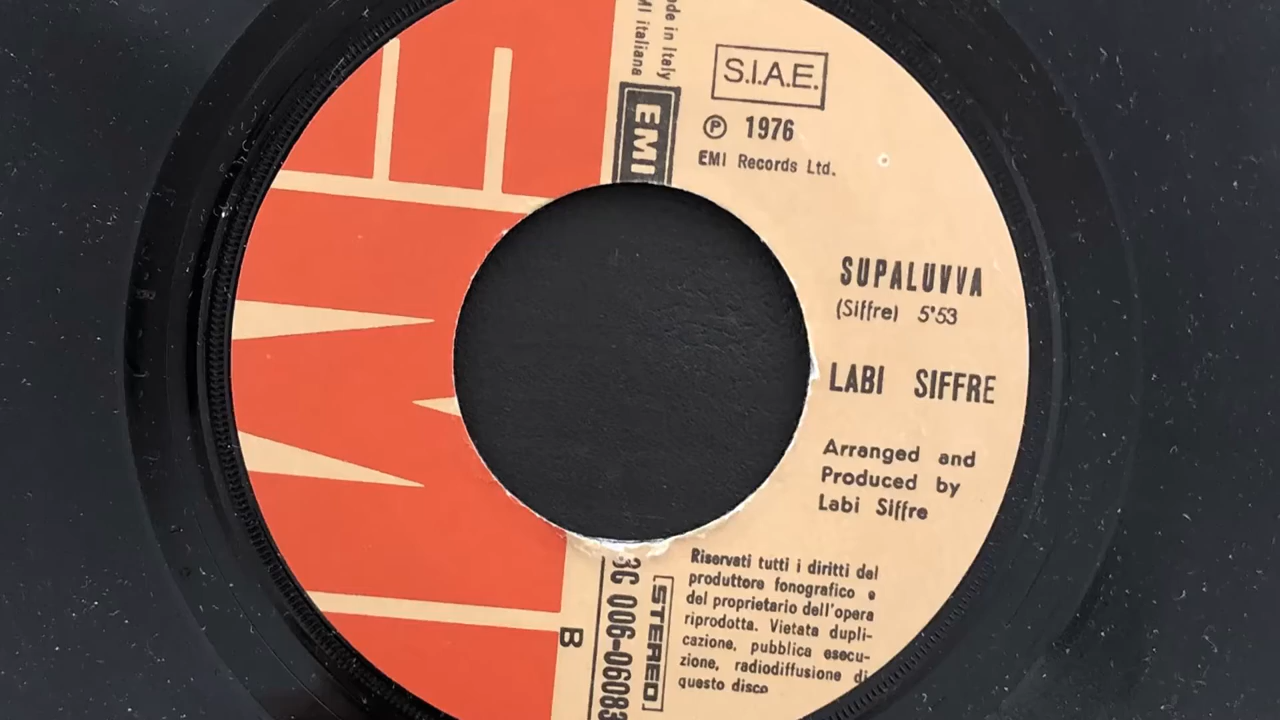 S.I.A.E.
℗ 1976
EMI Records Ltd.
EMI
in Italy
italiana
SUPALUVVA
(Siffre) 5'53
LABI SIFFRE
Arranged and
Produced by
Labi Siffre
Riservati tutti i diritti del
produttore fonografico e
del proprietario dell'opera
riprodotta. Vietata dupli-
cazione, pubblica esecu-
zione, radiodiffusione di
questo disco
STEREO
3C 006-06083
B
EMI